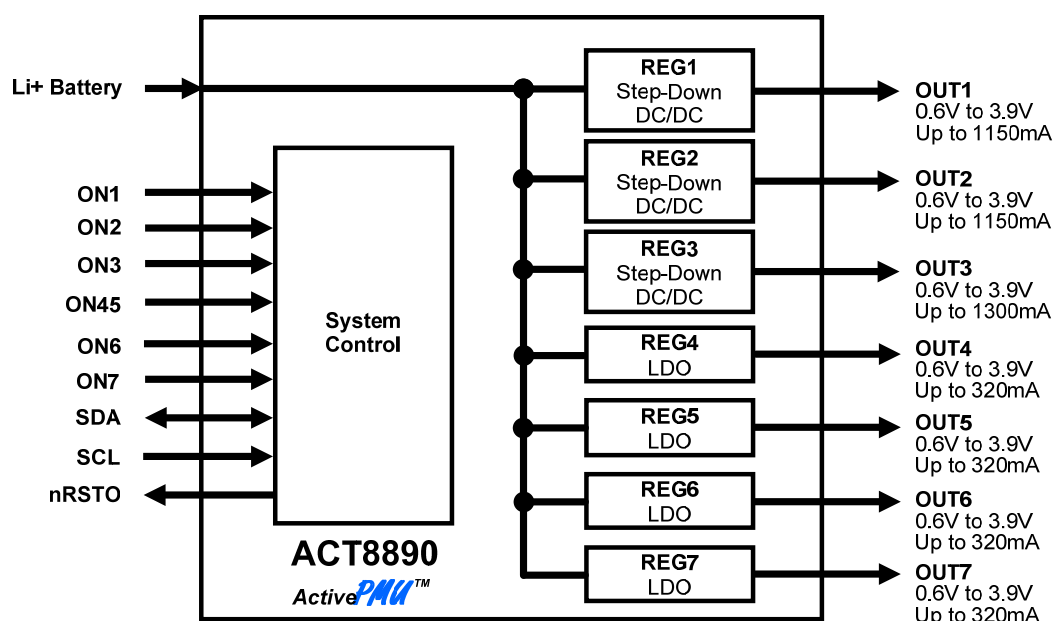 Li+ Battery
ON1
ON2
ON3
ON45
ON6
ON7
SDA
SCL
nRSTO
System
Control
ACT8890
ActivePMU™
REG1
Step-Down
DC/DC
REG2
Step-Down
DC/DC
REG3
Step-Down
DC/DC
REG4
LDO
REG5
LDO
REG6
LDO
REG7
LDO
OUT1
0.6V to 3.9V
Up to 1150mA
OUT2
0.6V to 3.9V
Up to 1150mA
OUT3
0.6V to 3.9V
Up to 1300mA
OUT4
0.6V to 3.9V
Up to 320mA
OUT5
0.6V to 3.9V
Up to 320mA
OUT6
0.6V to 3.9V
Up to 320mA
OUT7
0.6V to 3.9V
Up to 320mA